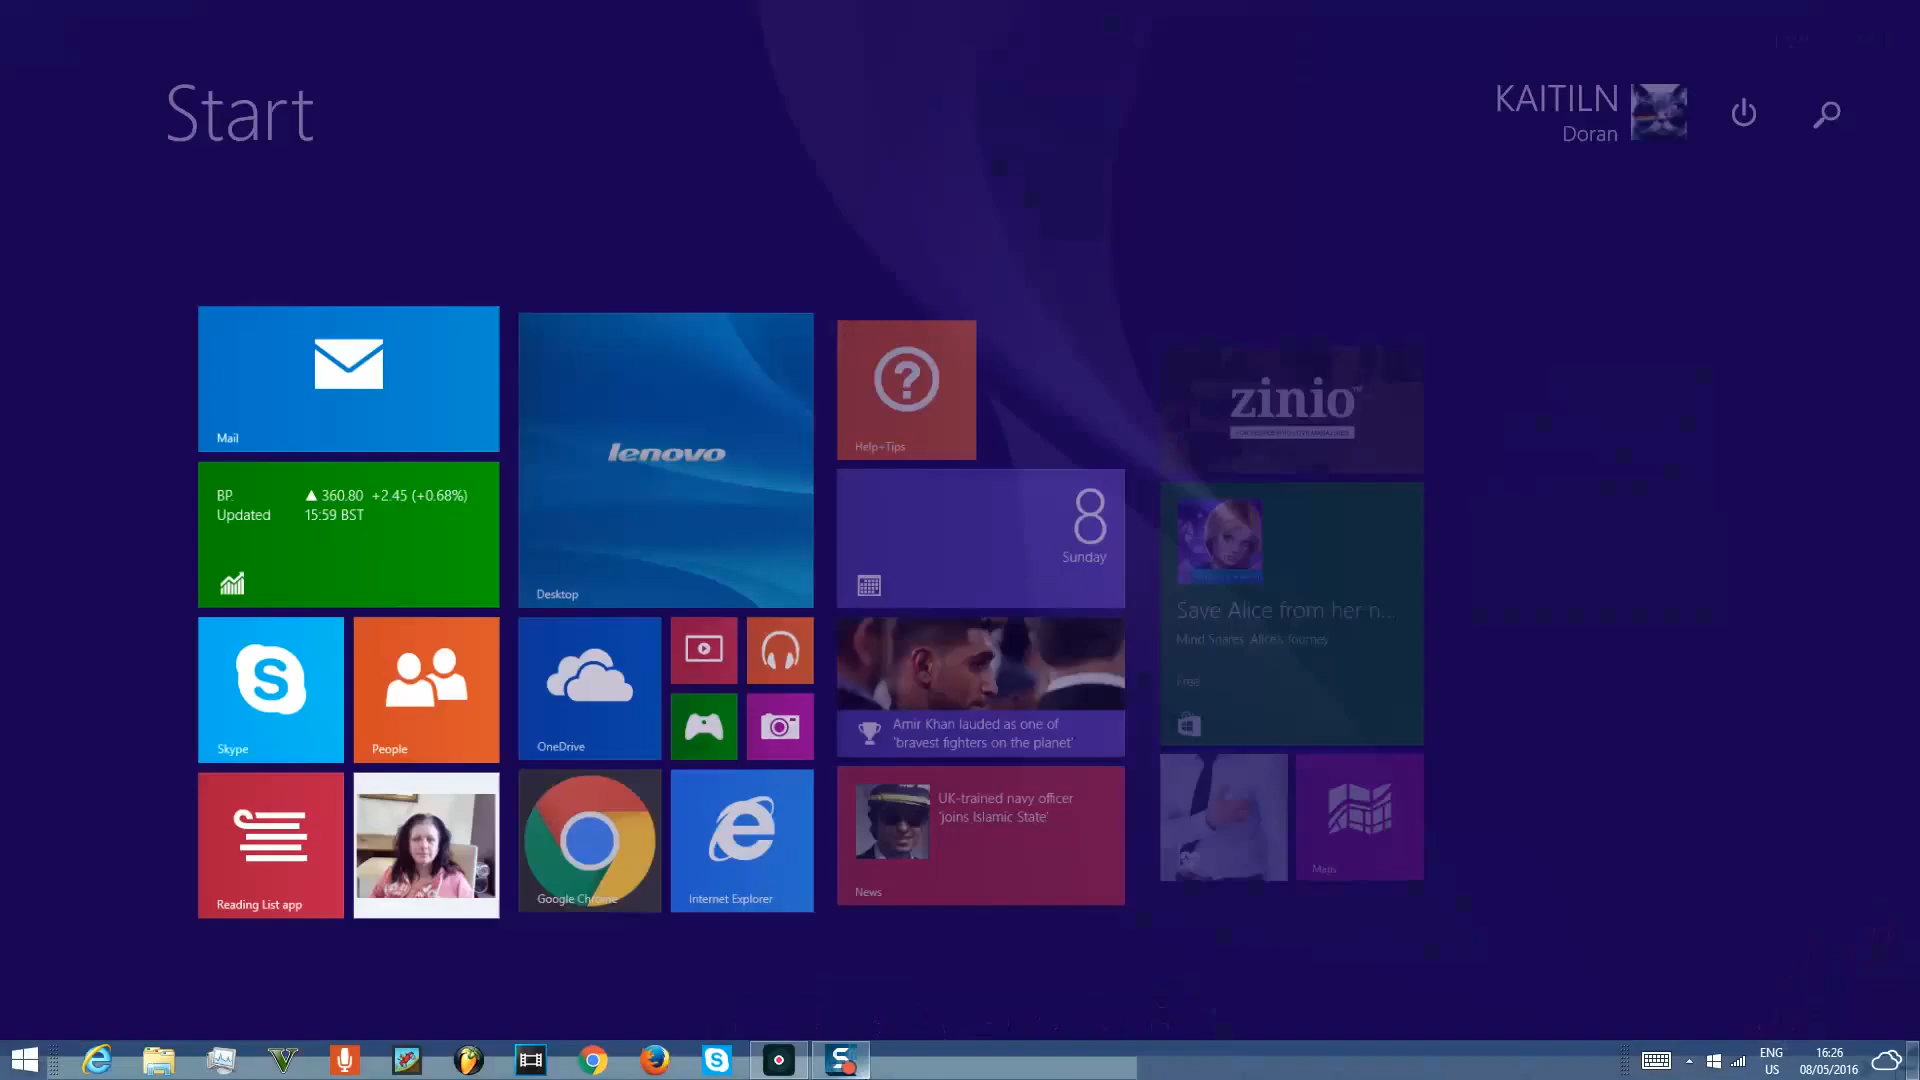 Start
KAITILN
Doran
Mail
BP.
▲ 360.80 +2.45 (+0.68%)
Updated
15:59 BST
Skype
People
Reading List app
lenovo
Desktop
OneDrive
Google Chrome
Internet Explorer
Help+Tips
8
Sunday
Amir Khan lauded as one of
'bravest fighters on the planet'
UK-trained navy officer
'joins Islamic State'
News
zinio™
Save Alice from her n...
Mind Snares: Alice's Journey
Free
Maps
ENG
US
16:26
08/05/2016